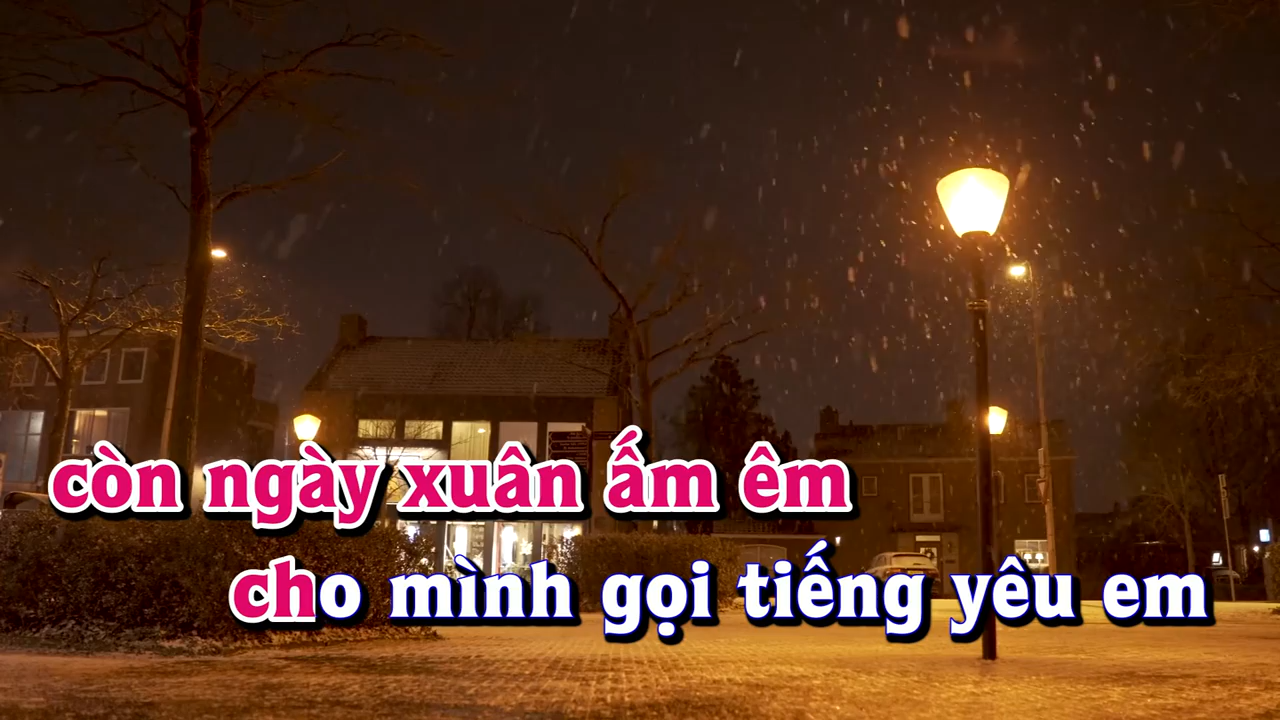 còn ngày xuân ấm êm
cho mình gọi tiếng yêu em